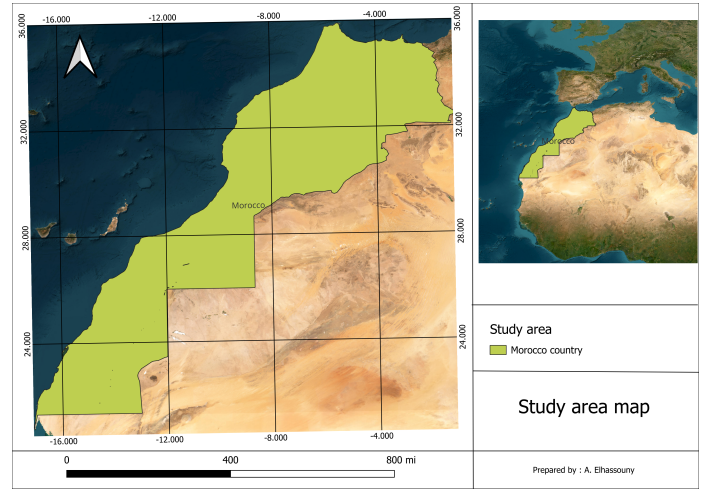 -16.000
-12.000
-8.000
-4.000
36.000
36.000
32.000
32.000
28.000
28.000
24.000
24.000
Morocco
-16.000
-12.000
-8.000
-4.000
0
400
800 mi
Morocco
Study area
Morocco country
Study area map
Prepared by : A. Elhassouny